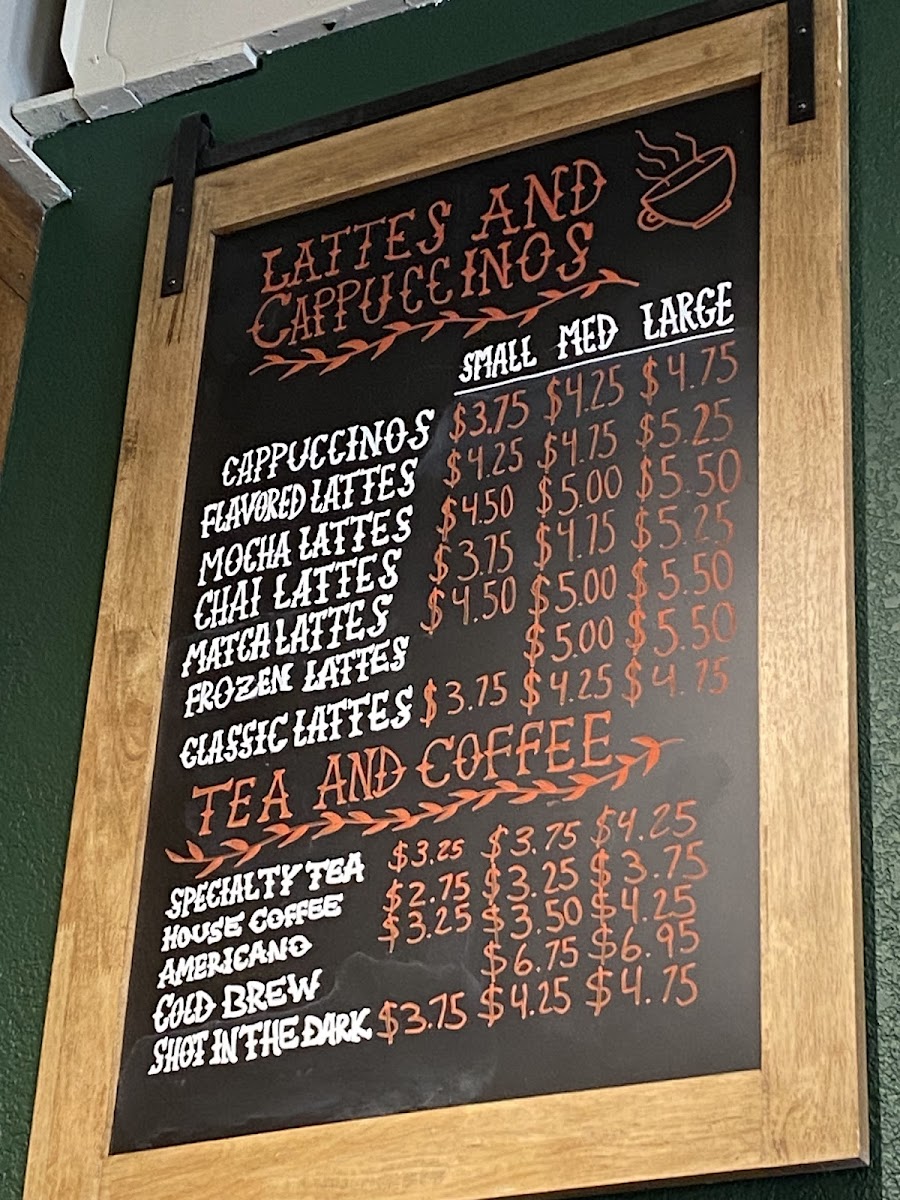 LATTES AND
CAPPUCCINOS
SMALL MED LARGE
CAPPUCCINOS $3.75 $4.25 $4.75
FLAVORED LATTES $4.25 $4.75 $5.25
MOCHA LATTES $4.50 $5.00 $5.50
CHAI LATTES $3.75 $4.75 $5.25
MATCA LATTES $4.50 $5.00 $5.50
FROZEN LATTES $5.00 $5.50
CLASSIC LATTES $3.75 $4.25 $4.75
TEA AND COFFEE
SPECIALTY TEA $3.25 $3.75 $4.25
HOUSE COFFEE $2.75 $3.25 $3.75
AMERICANO $3.25 $3.50 $4.25
COLD BREW $6.75 $6.95
SHOT IN THE DARK $3.75 $4.25 $4.75